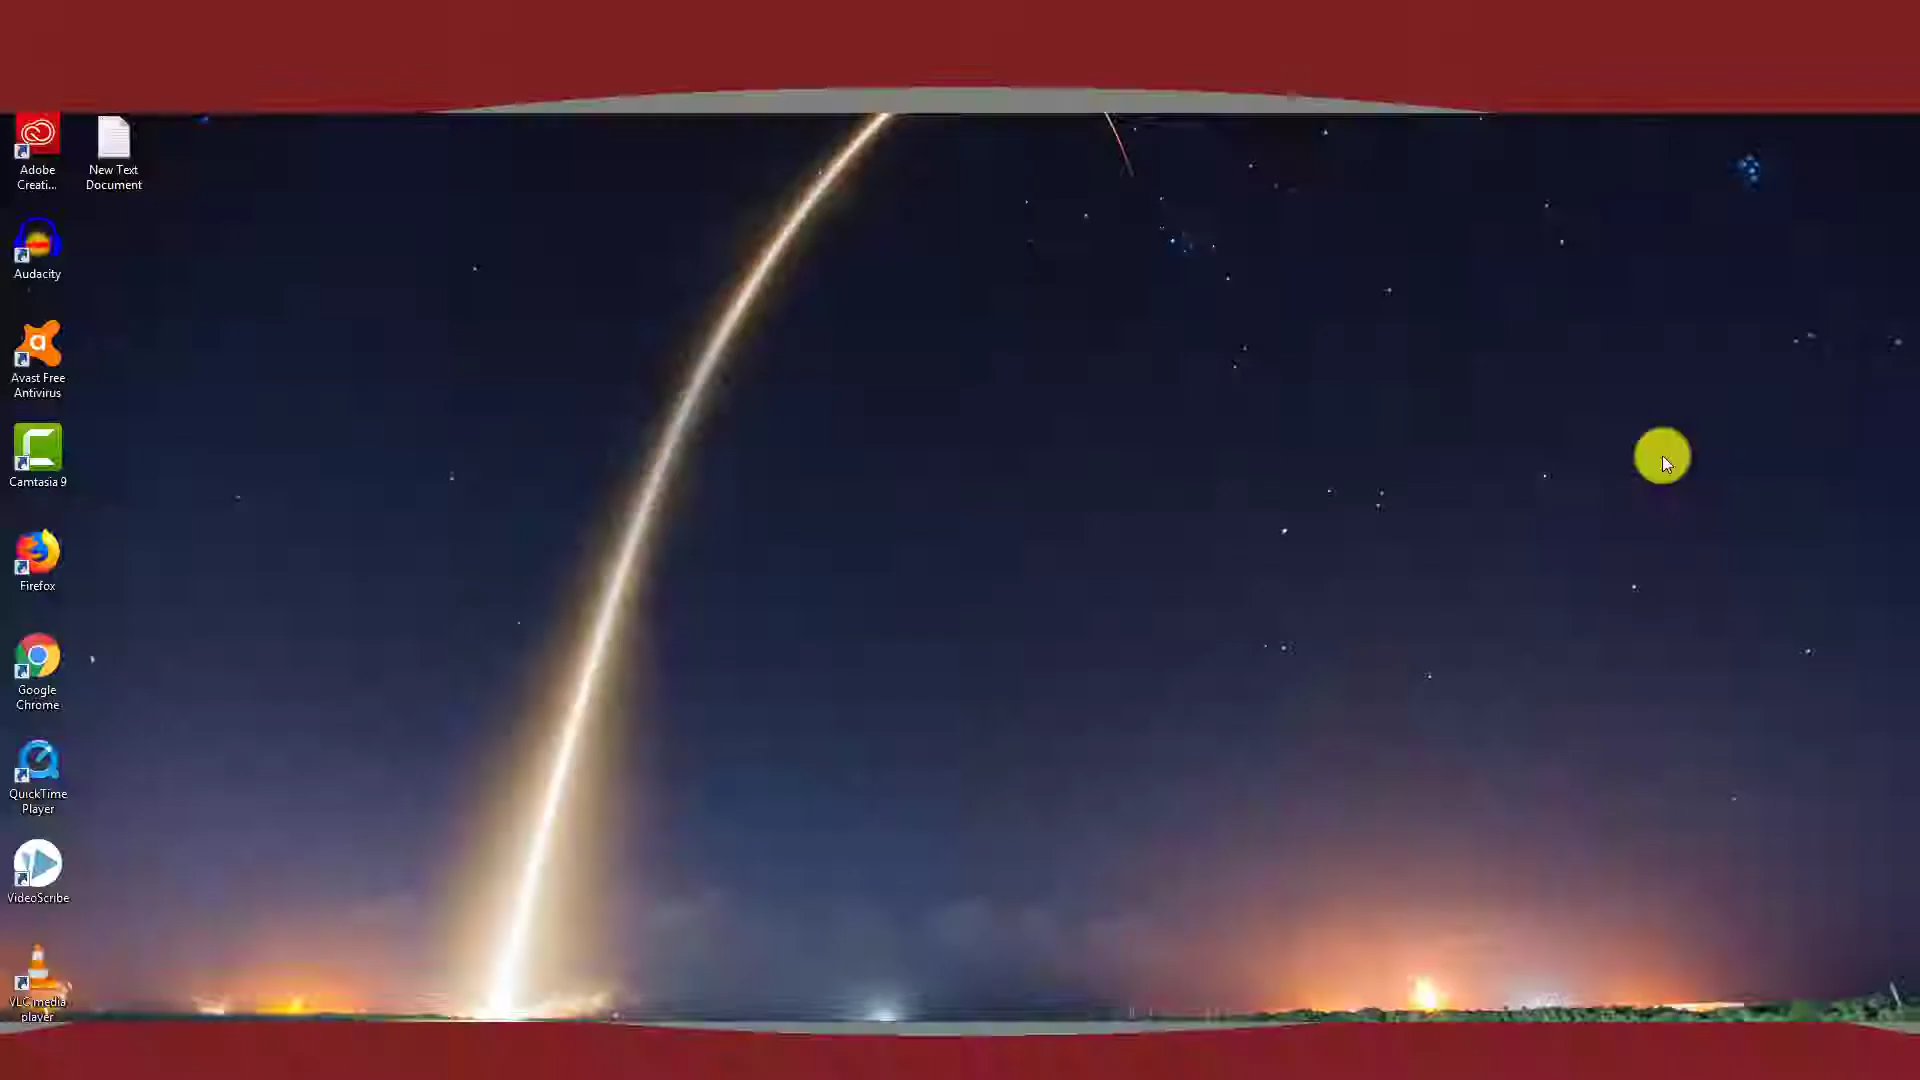 Adobe
Creati...
New Text
Document
Audacity
a
Avast Free
Antivirus
Camtasia 9
Firefox
Google
Chrome
QuickTime
Player
VideoScribe
VLC media
player